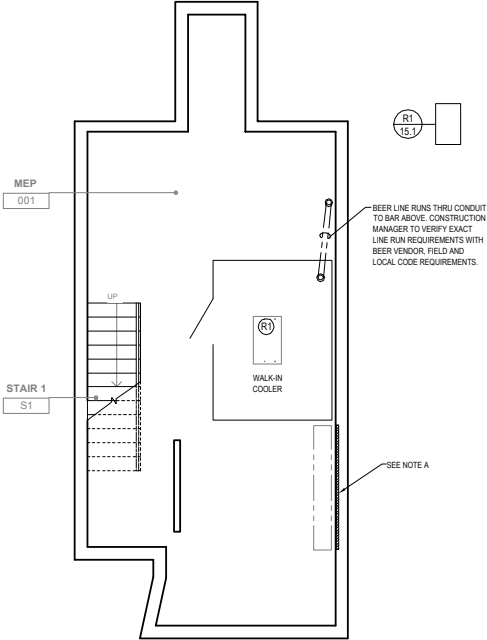 R1
15.1
MEP
001
BEER LINE RUNS THRU CONDUIT
TO BAR ABOVE. CONSTRUCTION
MANAGER TO VERIFY EXACT
LINE RUN REQUIREMENTS WITH
BEER VENDOR, FIELD AND
LOCAL CODE REQUIREMENTS.
UP
R1
WALK-IN
COOLER
STAIR 1
S1
SEE NOTE A